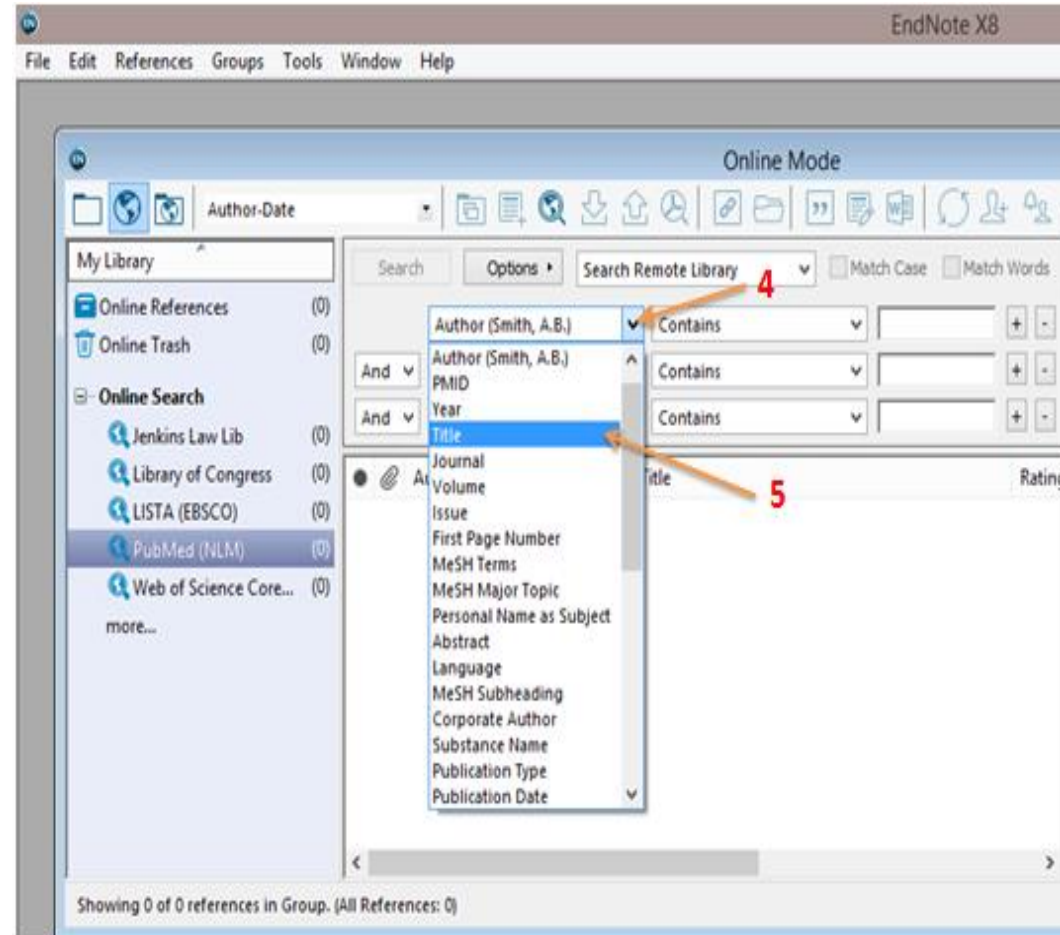 EndNote X8
File Edit References Groups Tools Window Help
Online Mode
Author-Date
My Library
Search Options Search Remote Library Match Case Match Words
4
Online References (0)
Online Trash (0)
Online Search
Jenkins Law Lib (0)
Library of Congress (0)
LISTA (EBSCO) (0)
PubMed (NLM) (0)
Web of Science Core... (0)
more...
Author (Smith, A.B.) Contains + -
And Contains + -
And Contains + -
Author (Smith, A.B.)
PMID
Year
Title
Journal
Volume
Issue
First Page Number
MeSH Terms
MeSH Major Topic
Personal Name as Subject
Abstract
Language
MeSH Subheading
Corporate Author
Substance Name
Publication Type
Publication Date
5
Rating
Showing 0 of 0 references in Group. (All References: 0)